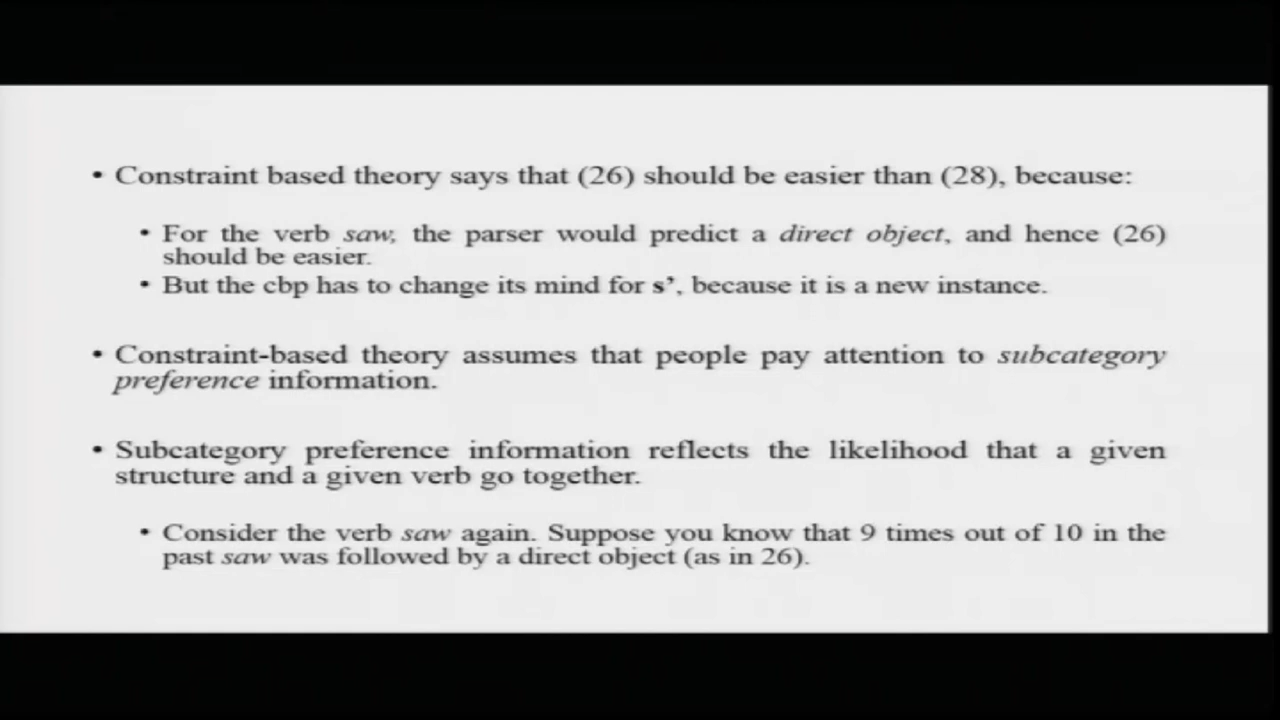 • Constraint based theory says that (26) should be easier than (28), because:
• For the verb saw, the parser would predict a direct object, and hence (26)
should be easier.
• But the cbp has to change its mind for s’, because it is a new instance.
• Constraint-based theory assumes that people pay attention to subcategory
preference information.
• Subcategory preference information reflects the likelihood that a given
structure and a given verb go together.
• Consider the verb saw again. Suppose you know that 9 times out of 10 in the
past saw was followed by a direct object (as in 26).